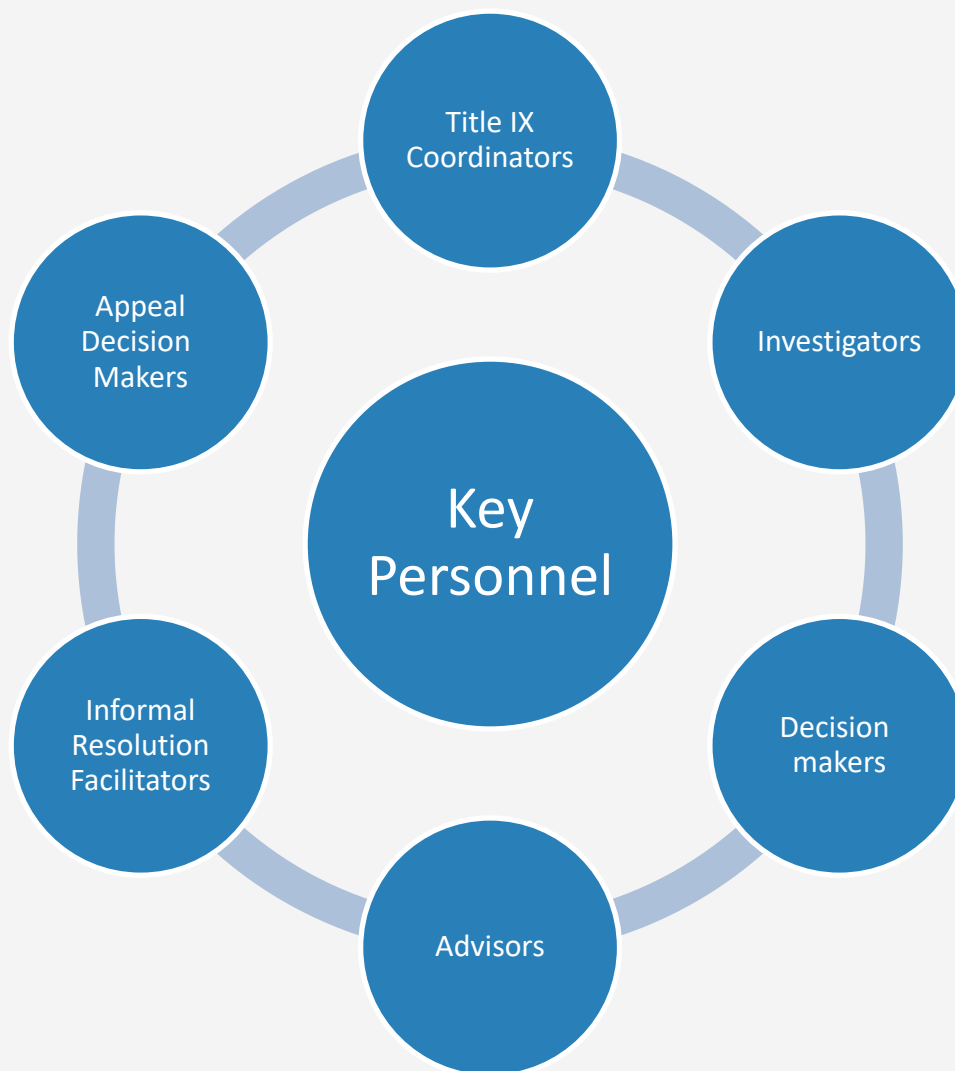 Title IX
Coordinators
Investigators
Decision
makers
Advisors
Informal
Resolution
Facilitators
Appeal
Decision
Makers
Key
Personnel